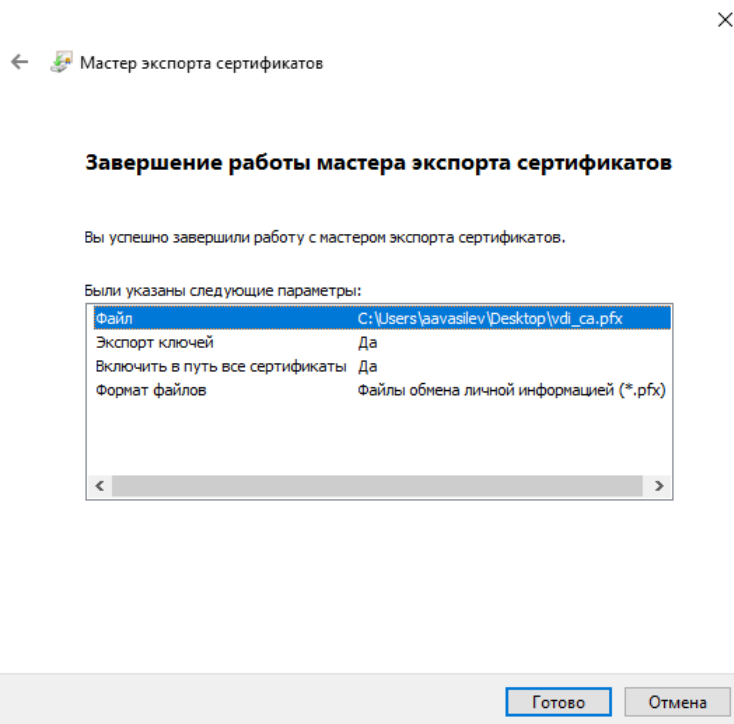 Мастер экспорта сертификатов
Завершение работы мастера экспорта сертификатов
Вы успешно завершили работу с мастером экспорта сертификатов.
Были указаны следующие параметры:
Файл C:\Users\aavasilev\Desktop\vdi_ca.pfx
Экспорт ключей Да
Включить в путь все сертификаты Да
Формат файлов Файлы обмена личной информацией (*.pfx)
Готово Отмена